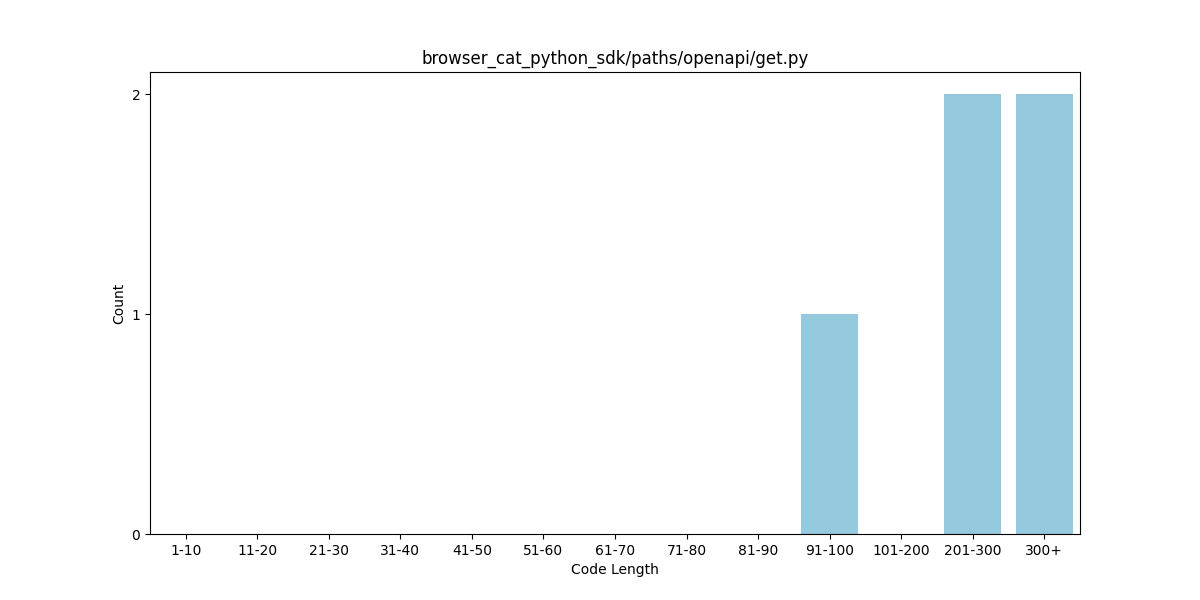 browser_cat_python_sdk/paths/openapi/get.py
2
1
0
Count
1-10 11-20 21-30 31-40 41-50 51-60 61-70 71-80 81-90 91-100 101-200 201-300 300+
Code Length